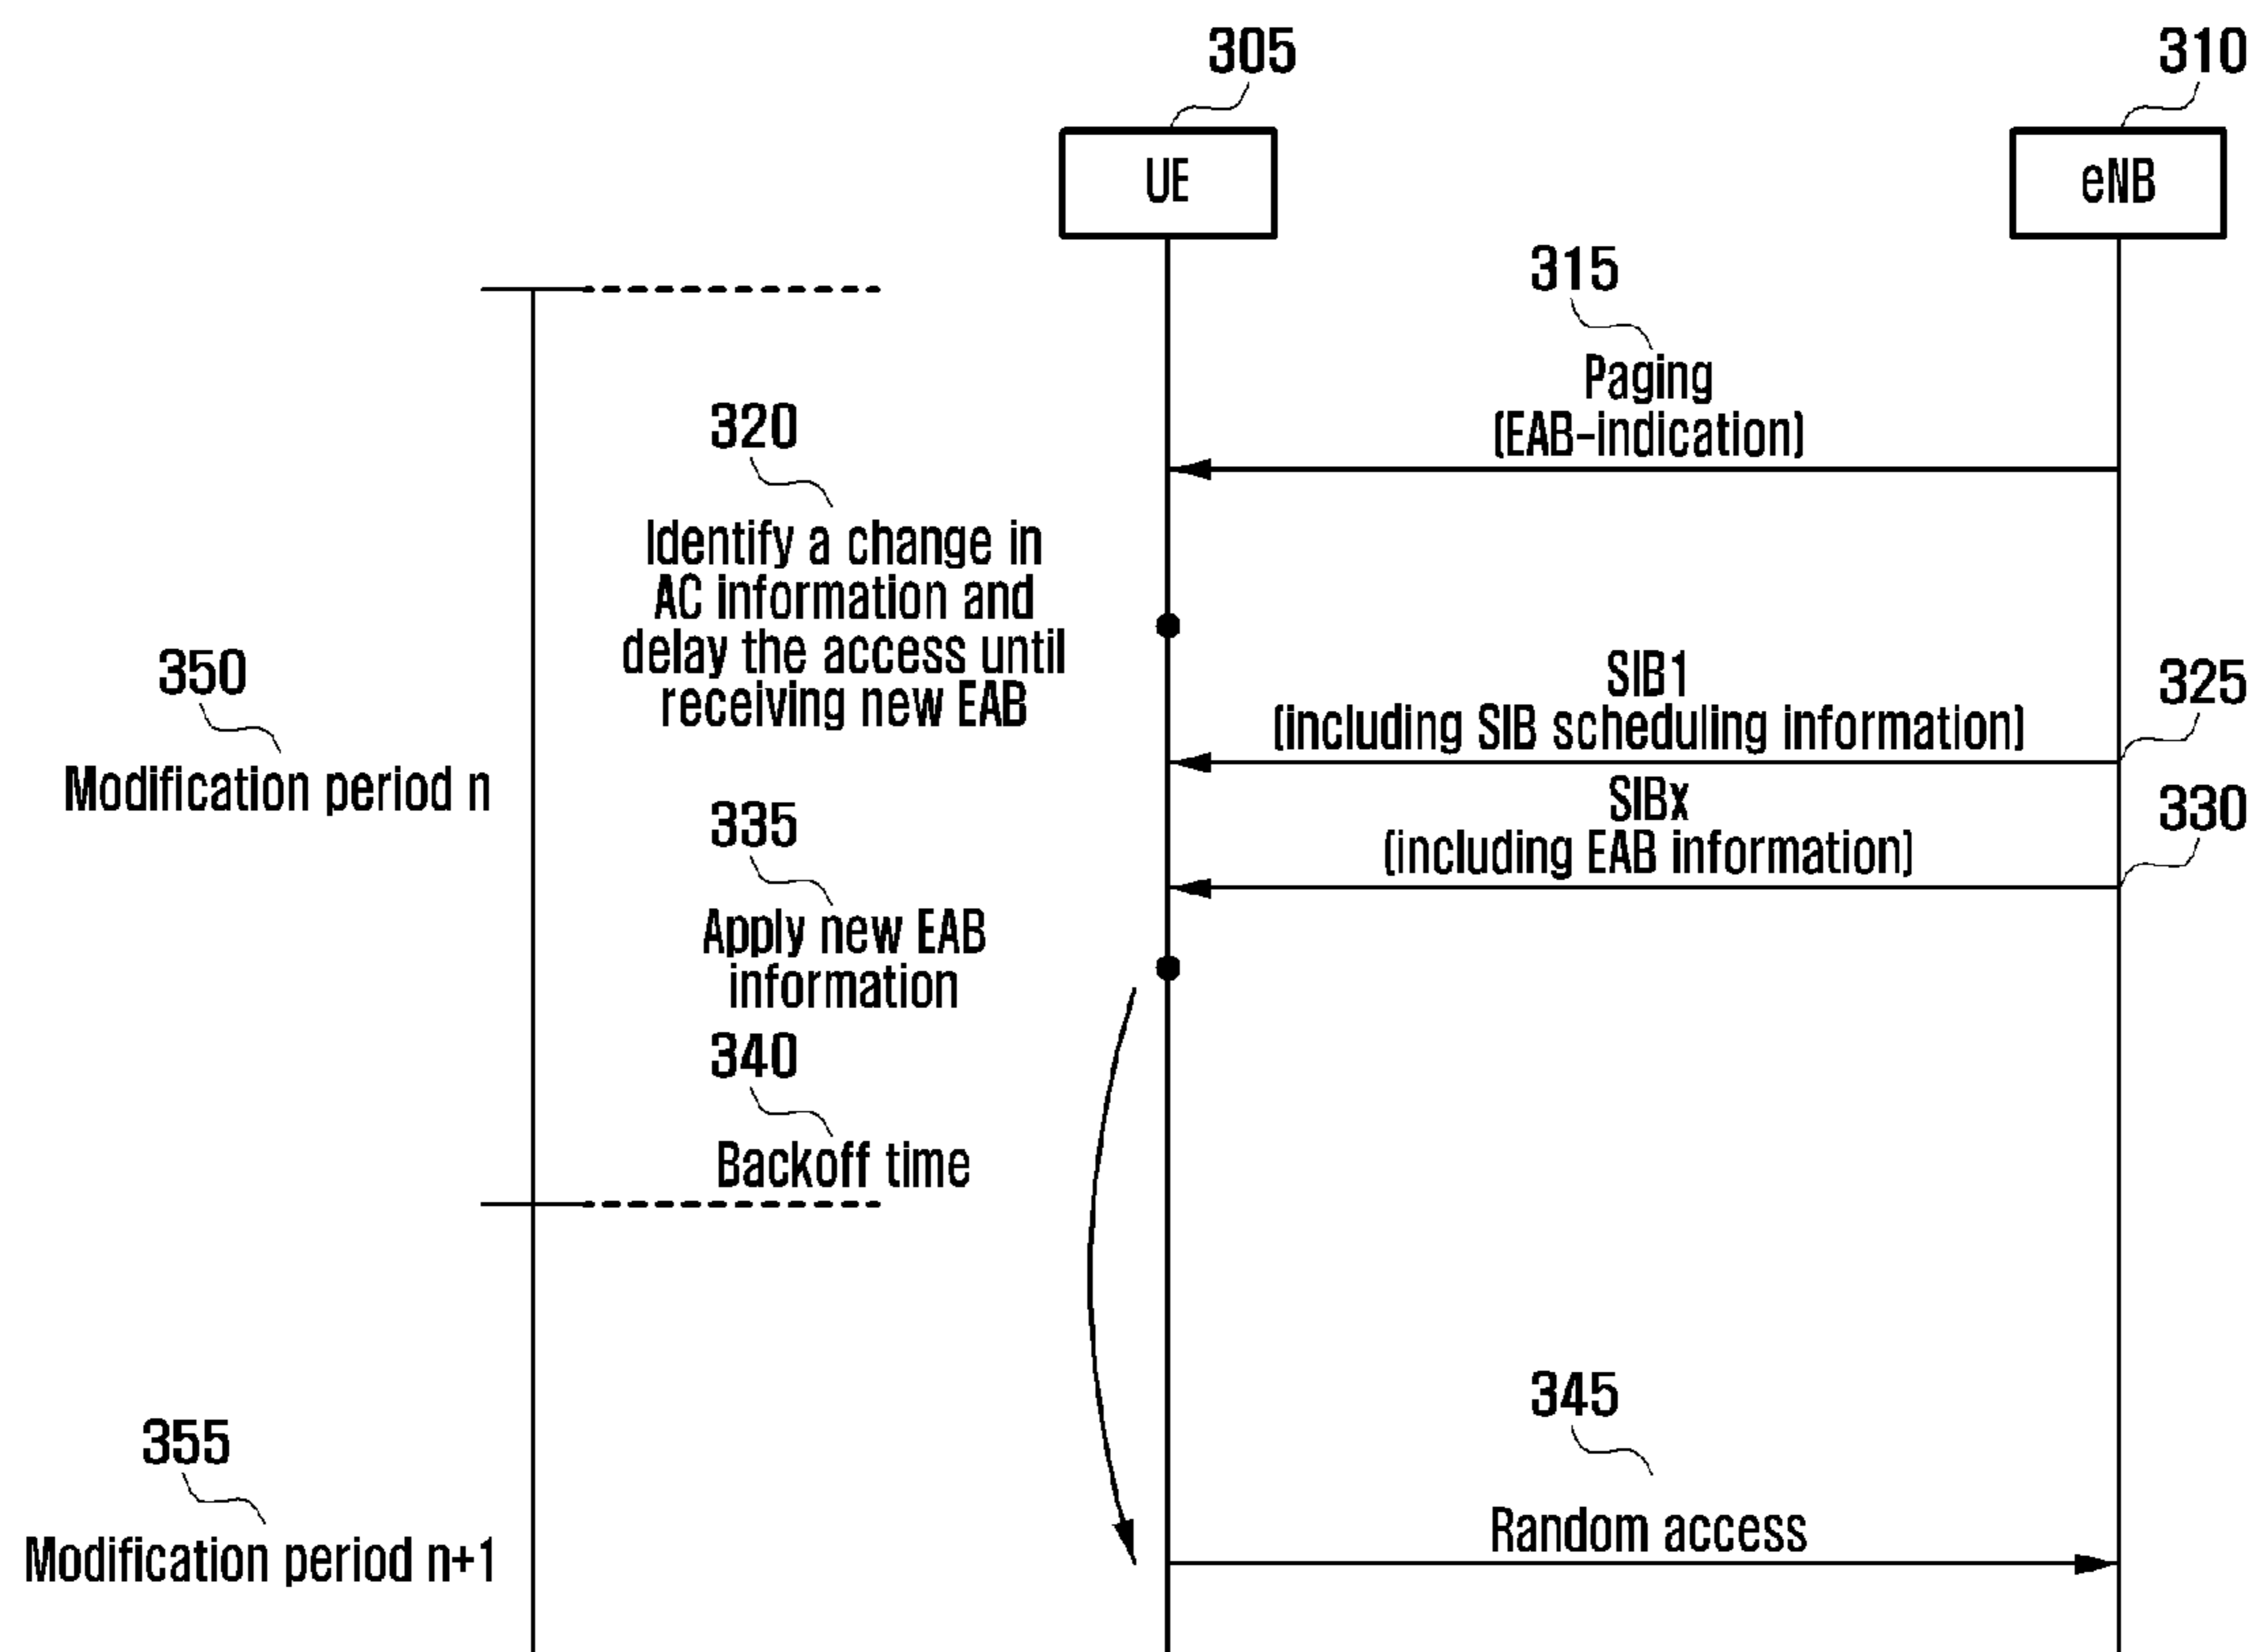 305
310
UE
eNB
315
Paging
(EAB-indication)
320
Identify a change in
AC information and
delay the access until
receiving new EAB
350
Modification period n
SIB1
(including SIB scheduling information)
325
SIBx
(including EAB information)
330
335
Apply new EAB
information
340
Backoff time
345
Random access
355
Modification period n+1